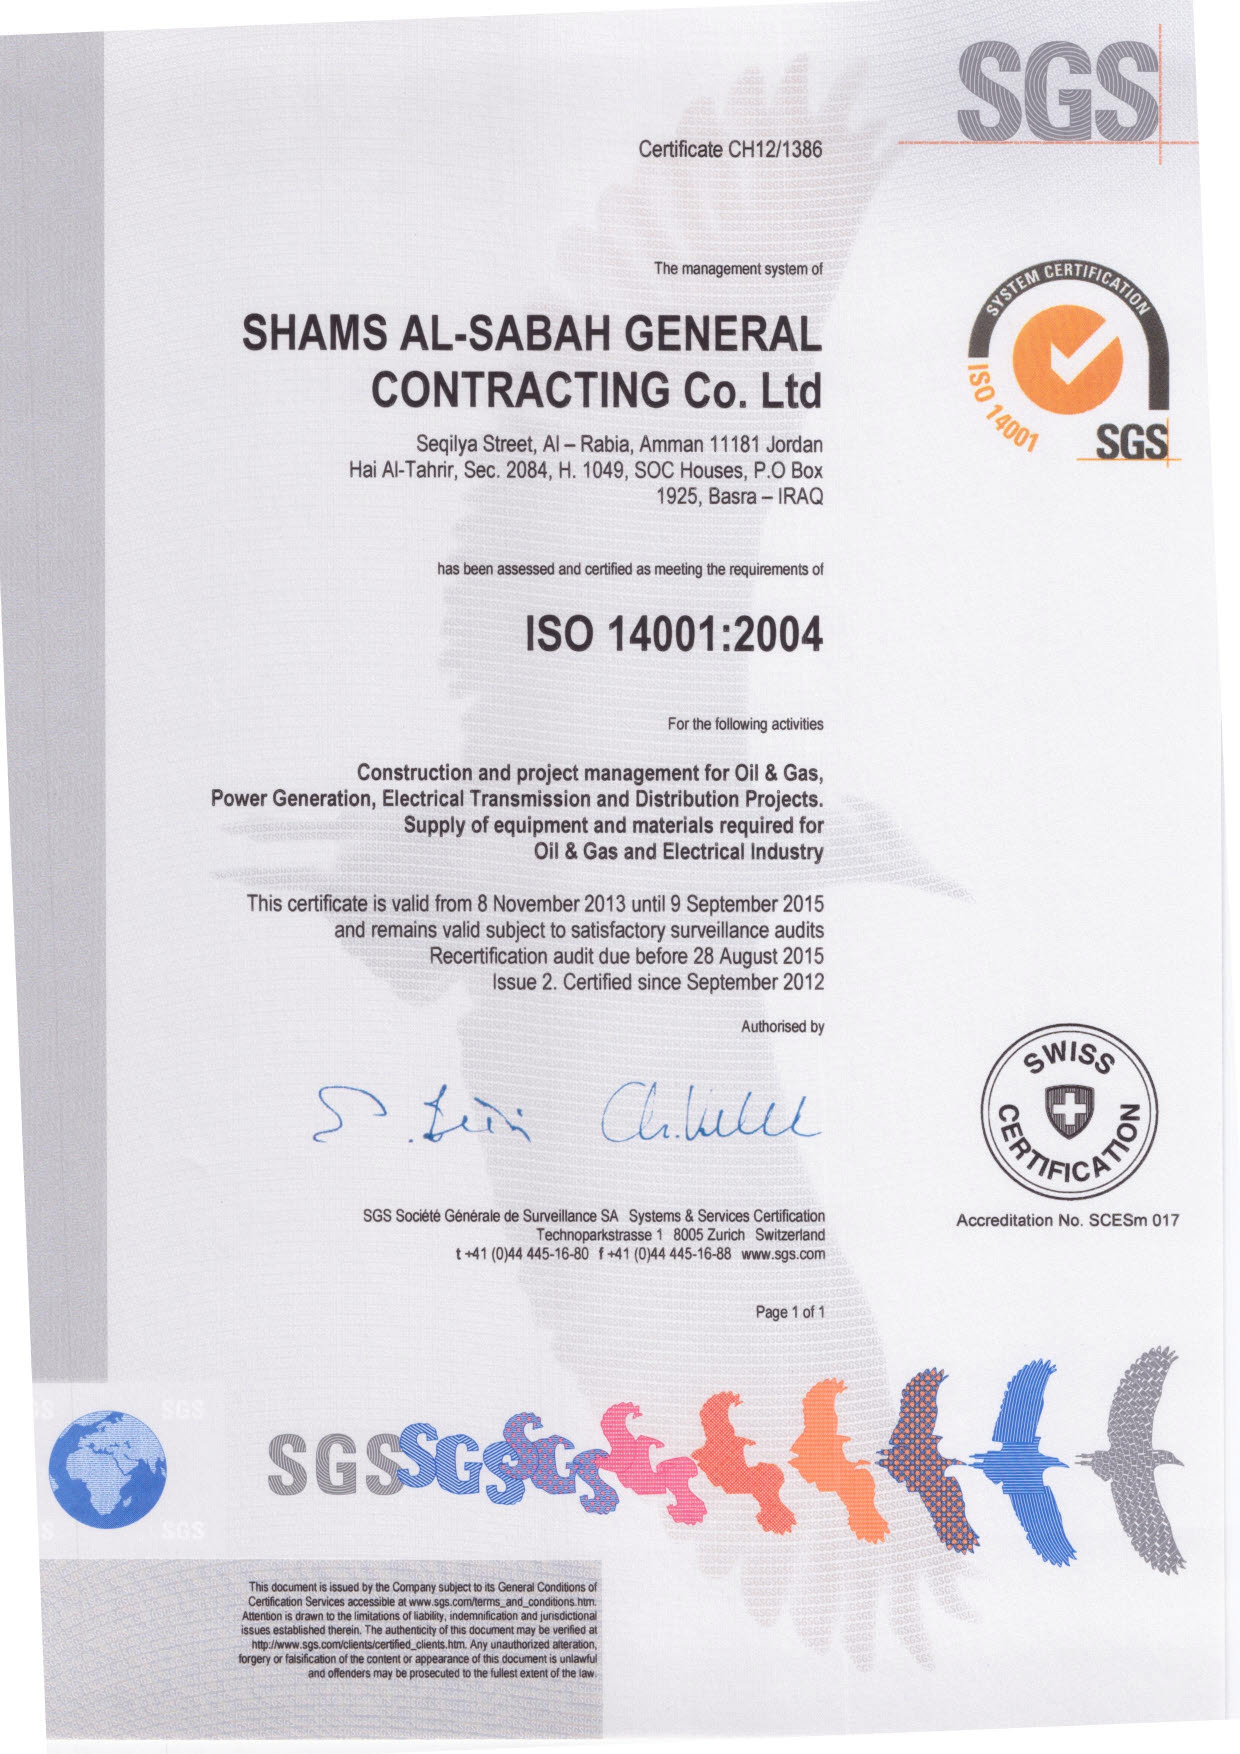 SGS
Certificate CH12/1386
The management system of
SHAMS AL-SABAH GENERAL
CONTRACTING Co. Ltd
Seqilya Street, Al – Rabia, Amman 11181 Jordan
Hai Al-Tahrir, Sec. 2084, H. 1049, SOC Houses, P.O Box
1925, Basra – IRAQ
SYSTEM CERTIFICATION
ISO 14001
SGS
has been assessed and certified as meeting the requirements of
ISO 14001:2004
For the following activities
Construction and project management for Oil & Gas,
Power Generation, Electrical Transmission and Distribution Projects.
Supply of equipment and materials required for
Oil & Gas and Electrical Industry
This certificate is valid from 8 November 2013 until 9 September 2015
and remains valid subject to satisfactory surveillance audits
Recertification audit due before 28 August 2015
Issue 2. Certified since September 2012
Authorised by
SWISS
CERTIFICATION
Accreditation No. SCESm 017
SGS Société Générale de Surveillance SA Systems & Services Certification
Technoparkstrasse 1 8005 Zurich Switzerland
t +41 (0)44 445-16-80 f +41 (0)44 445-16-88 www.sgs.com
Page 1 of 1
SGS
SGS
SGS
SGS SGS SGS
This document is issued by the Company subject to its General Conditions of
Certification Services accessible at www.sgs.com/terms_and_conditions.htm.
Attention is drawn to the limitations of liability, indemnification and jurisdictional
issues established therein. The authenticity of this document may be verified at
http://www.sgs.com/clients/certified_clients.htm. Any unauthorized alteration,
forgery or falsification of the content or appearance of this document is unlawful
and offenders may be prosecuted to the fullest extent of the law.